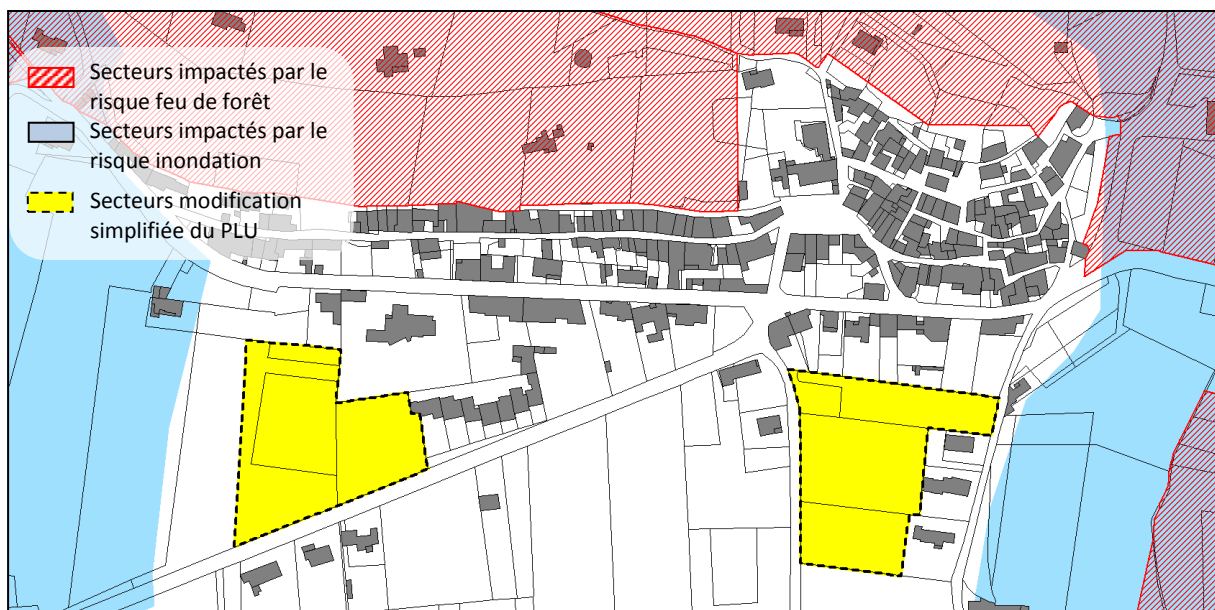 Secteurs impactés par le
risque feu de forêt
Secteurs impactés par le
risque inondation
Secteurs modification
simplifiée du PLU